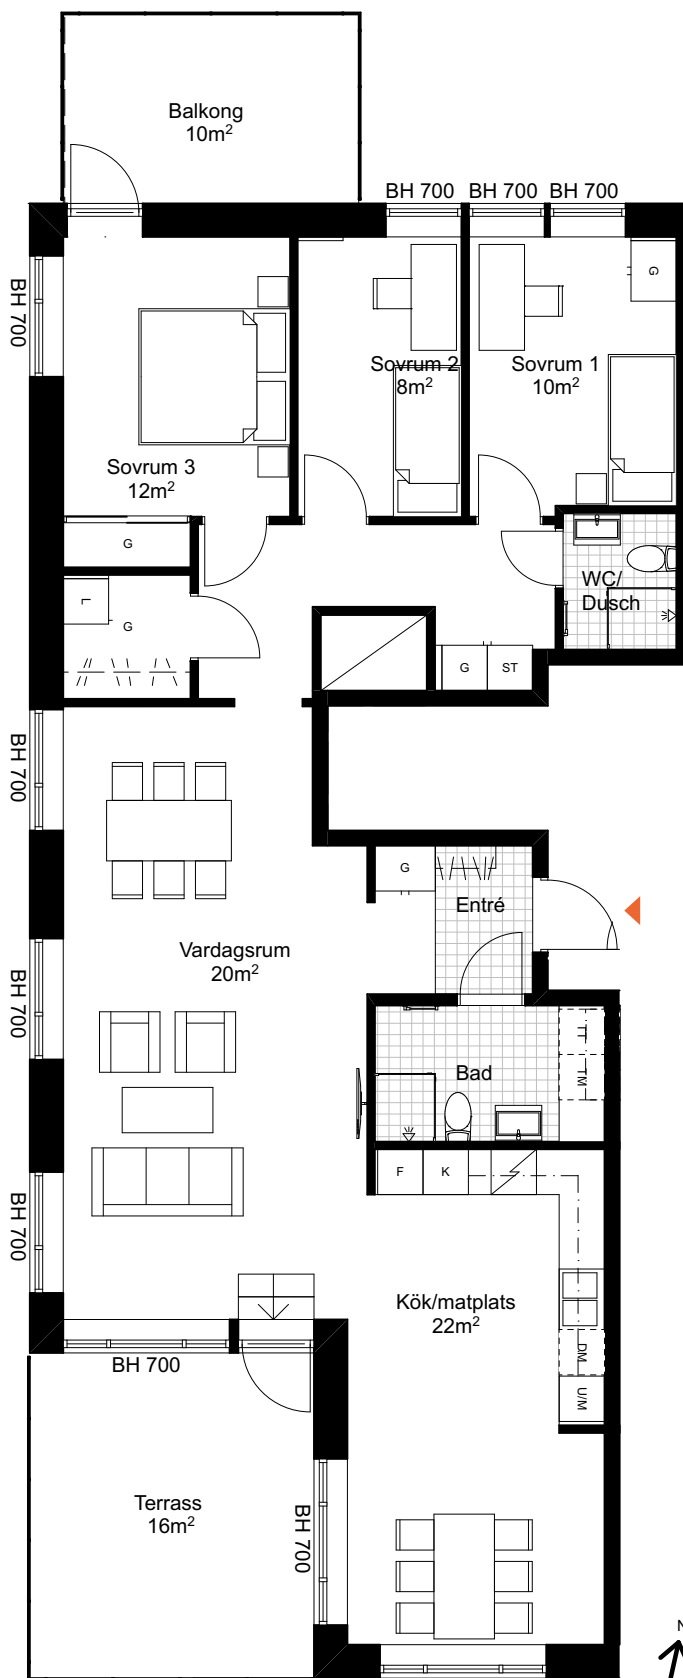 Balkong
10m²
BH 700
BH 700
BH 700
BH 700
G
Sovrum 2
8m²
Sovrum 1
10m²
Sovrum 3
12m²
G
WC/
Dusch
L
G
G
ST
BH 700
G
Entré
Vardagsrum
20m²
BH 700
TT
TM
Bad
F
K
BH 700
Kök/matplats
22m²
DM
BH 700
U/M
Terrass
16m²
BH 700
N